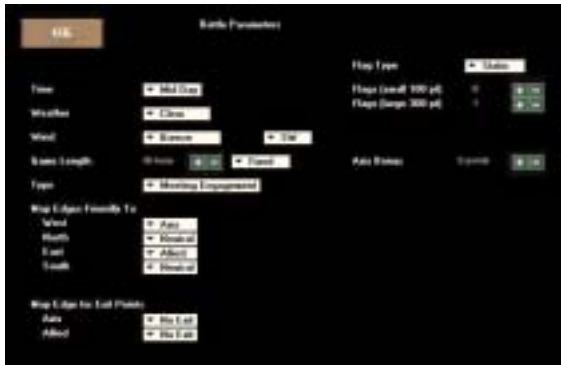 OK
Battle Parameters
Flag Type Static
Time Mid Day
Flags (small 100 pt)
Flags (large 300 pt)
Weather Clear
Wind Breeze SW
Game Length + - Fixed
Axis Bonus + -
Type Meeting Engagement
Map Edges Friendly To
West Axis
North Neutral
East Allied
South Neutral
Map Edge for Exit Points
Axis No Exit
Allied No Exit